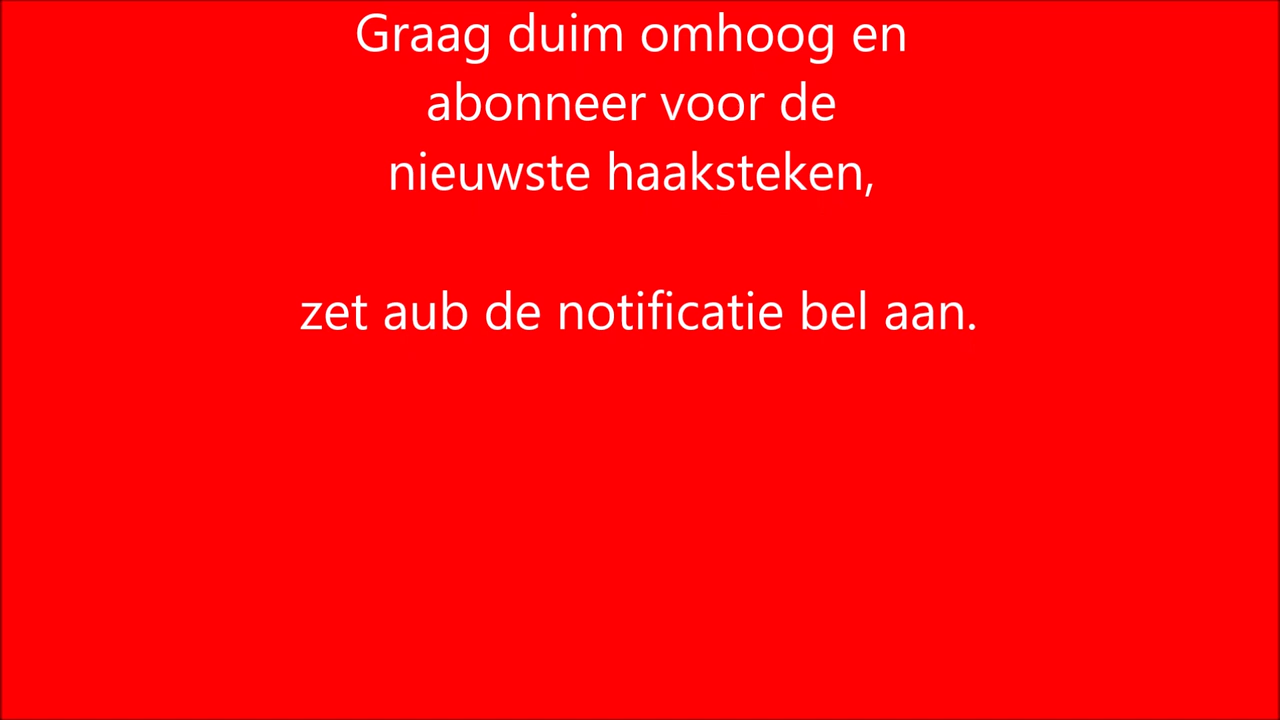 Graag duim omhoog en
abonneer voor de
nieuwste haaksteken,
zet aub de notificatie bel aan.